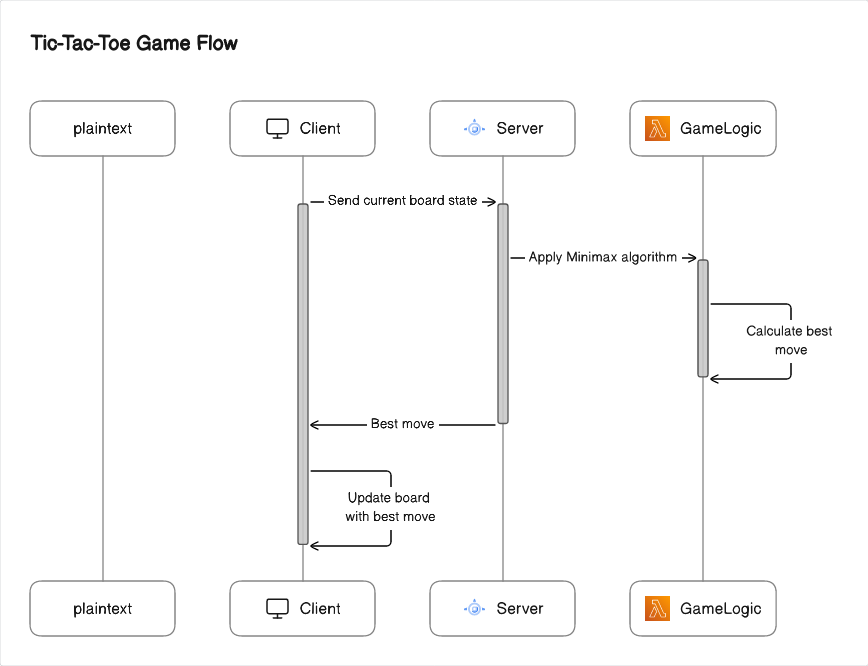 Tic-Tac-Toe Game Flow
plaintext
Client
Server
GameLogic
Send current board state
Apply Minimax algorithm
Calculate best
move
Best move
Update board
with best move
plaintext
Client
Server
GameLogic